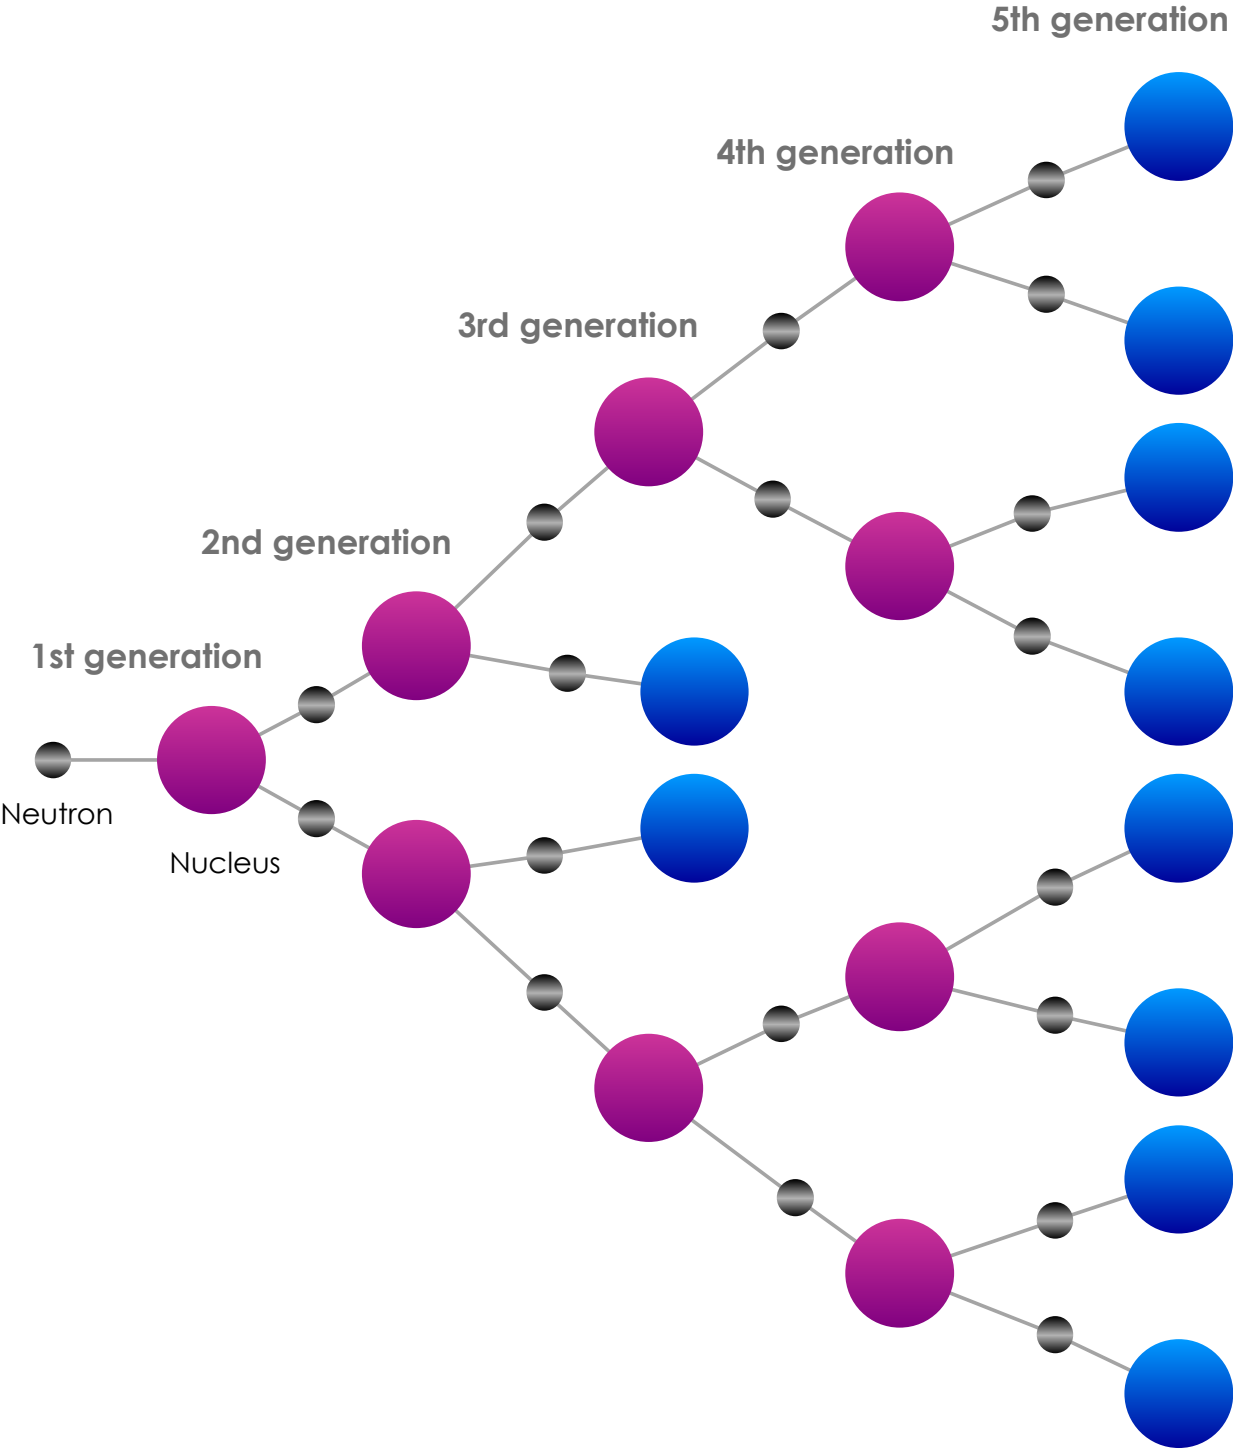 5th generation
4th generation
3rd generation
2nd generation
1st generation
Neutron
Nucleus